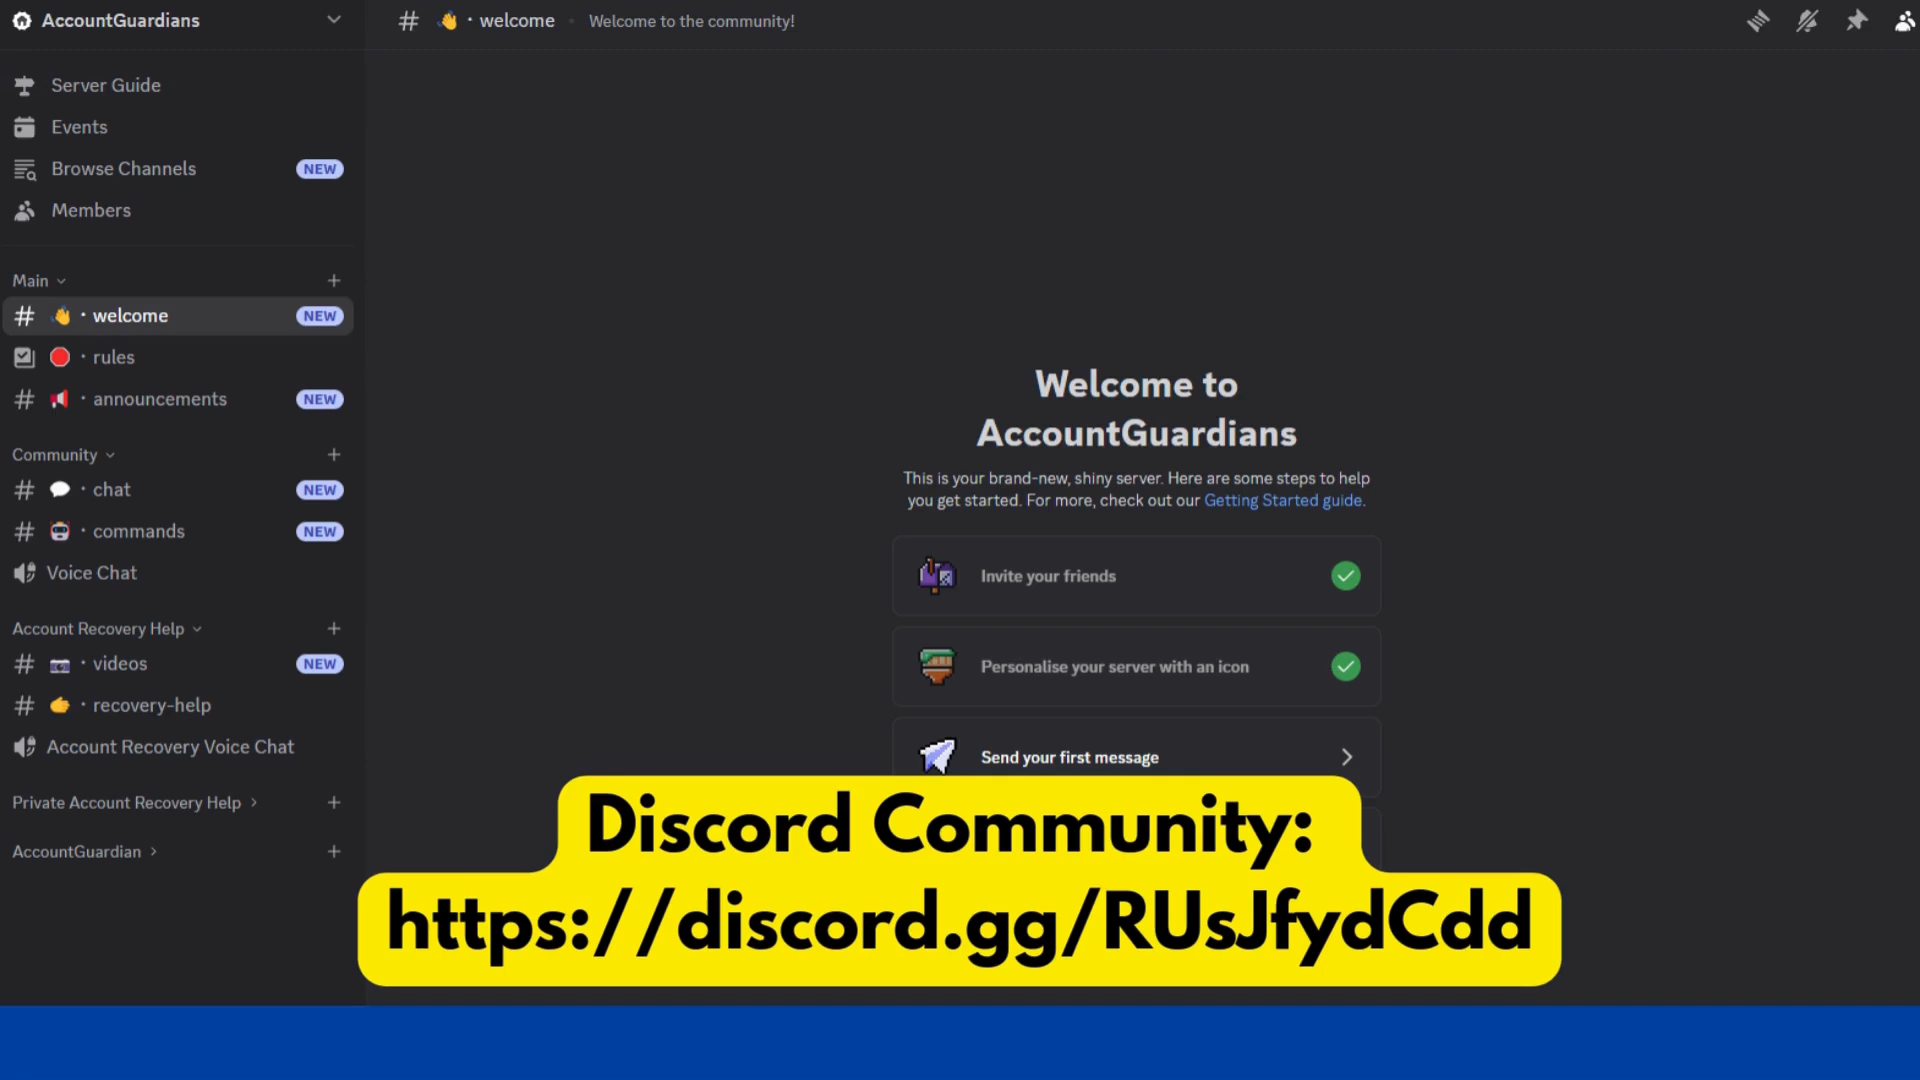 AccountGuardians
Server Guide
Events
Browse Channels NEW
Members
Main
welcome NEW
rules
announcements NEW
Community
chat NEW
commands NEW
Voice Chat
Account Recovery Help
videos NEW
recovery-help
Account Recovery Voice Chat
Private Account Recovery Help
AccountGuardian
# 👋・welcome Welcome to the community!
Welcome to
AccountGuardians
This is your brand-new, shiny server. Here are some steps to help
you get started. For more, check out our Getting Started guide.
Invite your friends
Personalise your server with an icon
Send your first message
Discord Community:
https://discord.gg/RUsJfydCdd